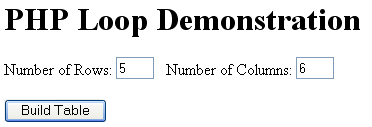 PHP Loop Demonstration
Number of Rows: 5 Number of Columns: 6
Build Table